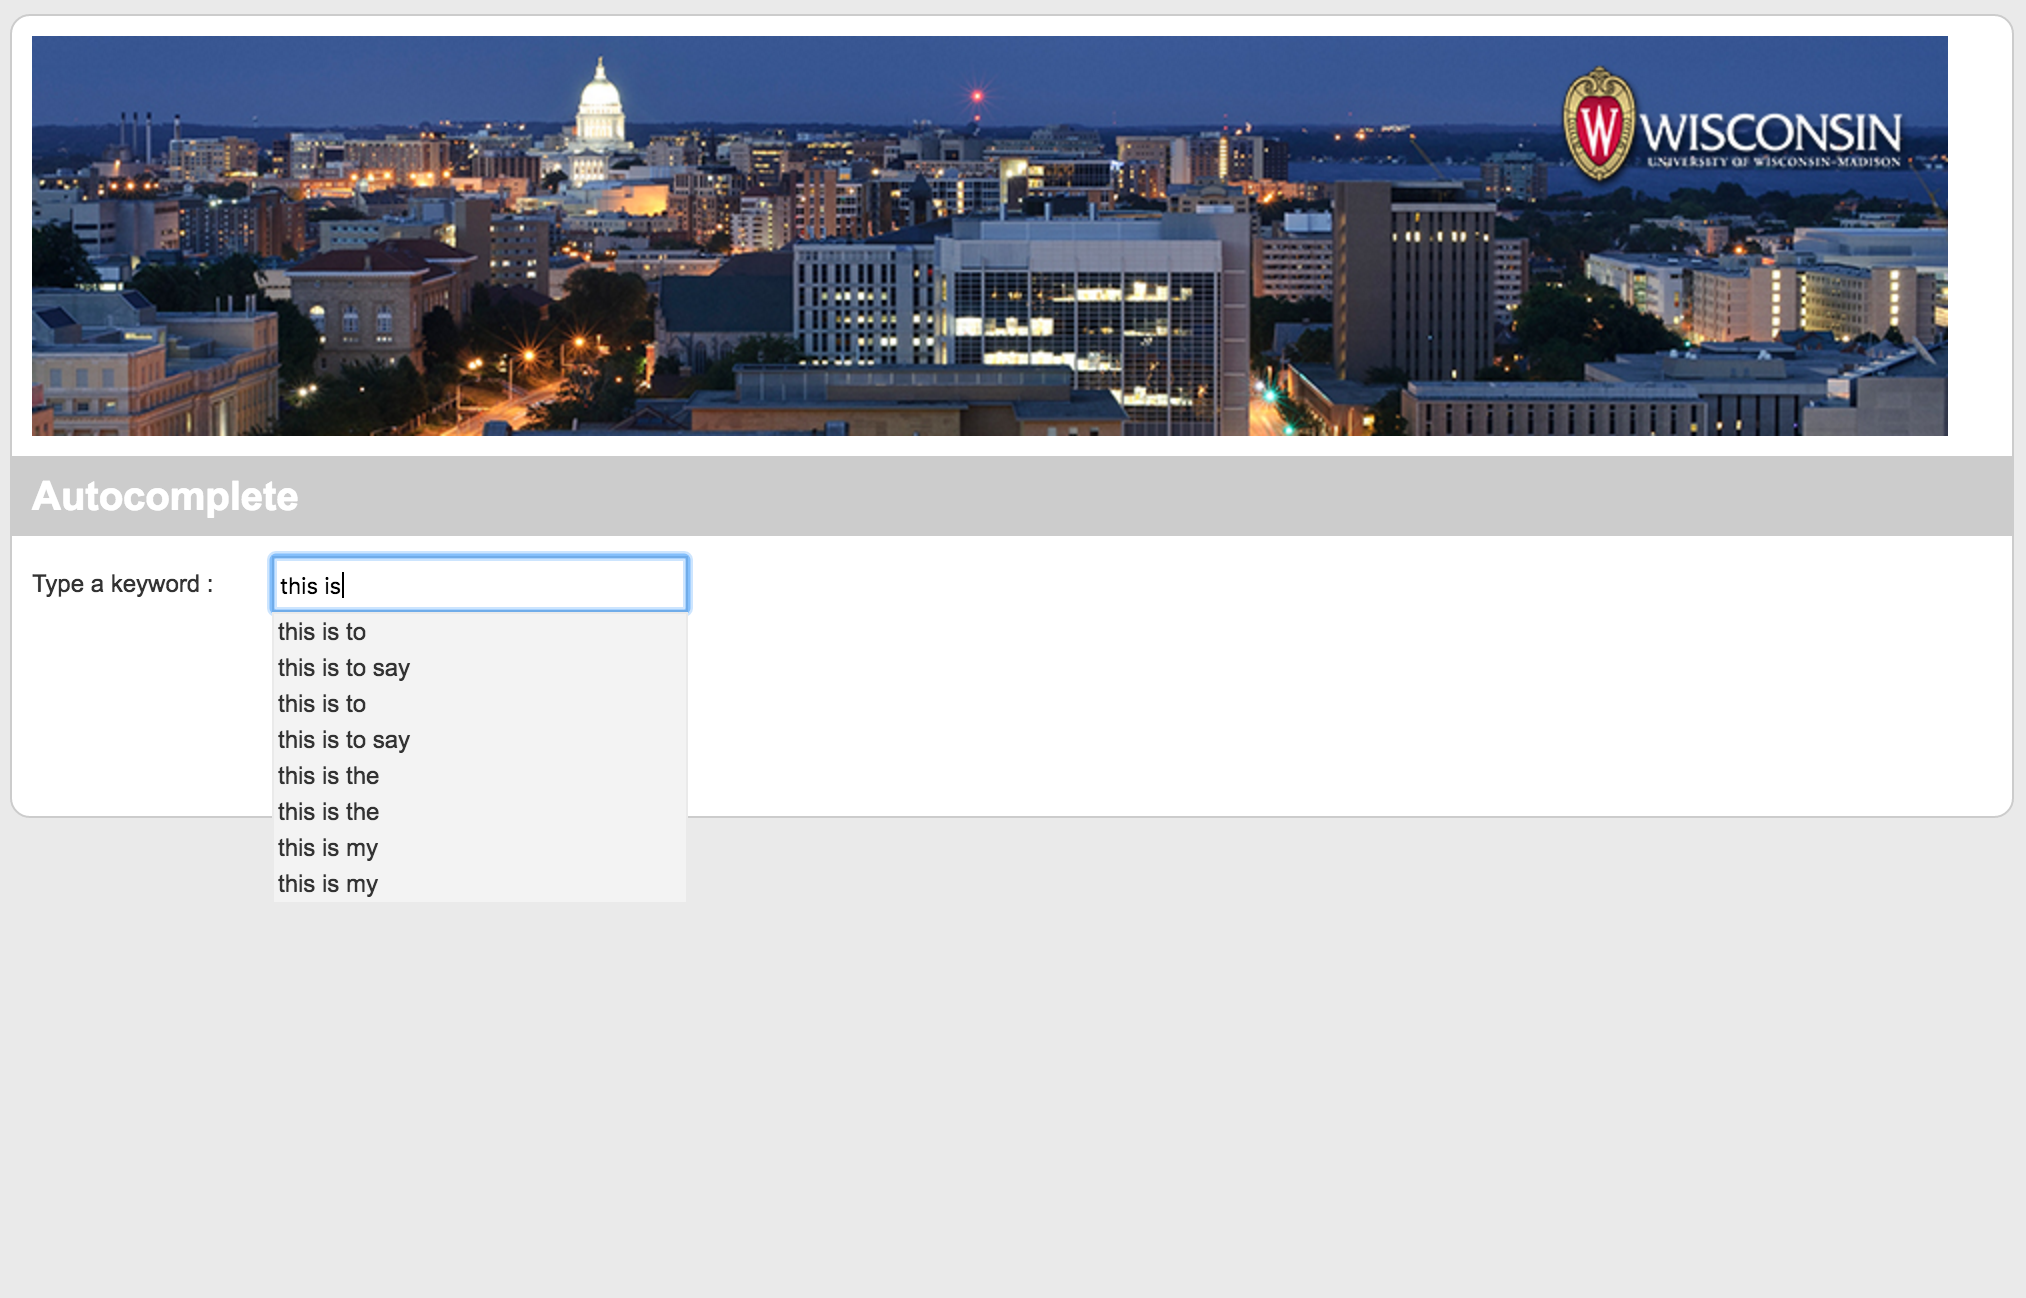 WISCONSIN
UNIVERSITY OF WISCONSIN-MADISON
Autocomplete
Type a keyword : this is
this is to
this is to say
this is to
this is to say
this is the
this is the
this is my
this is my